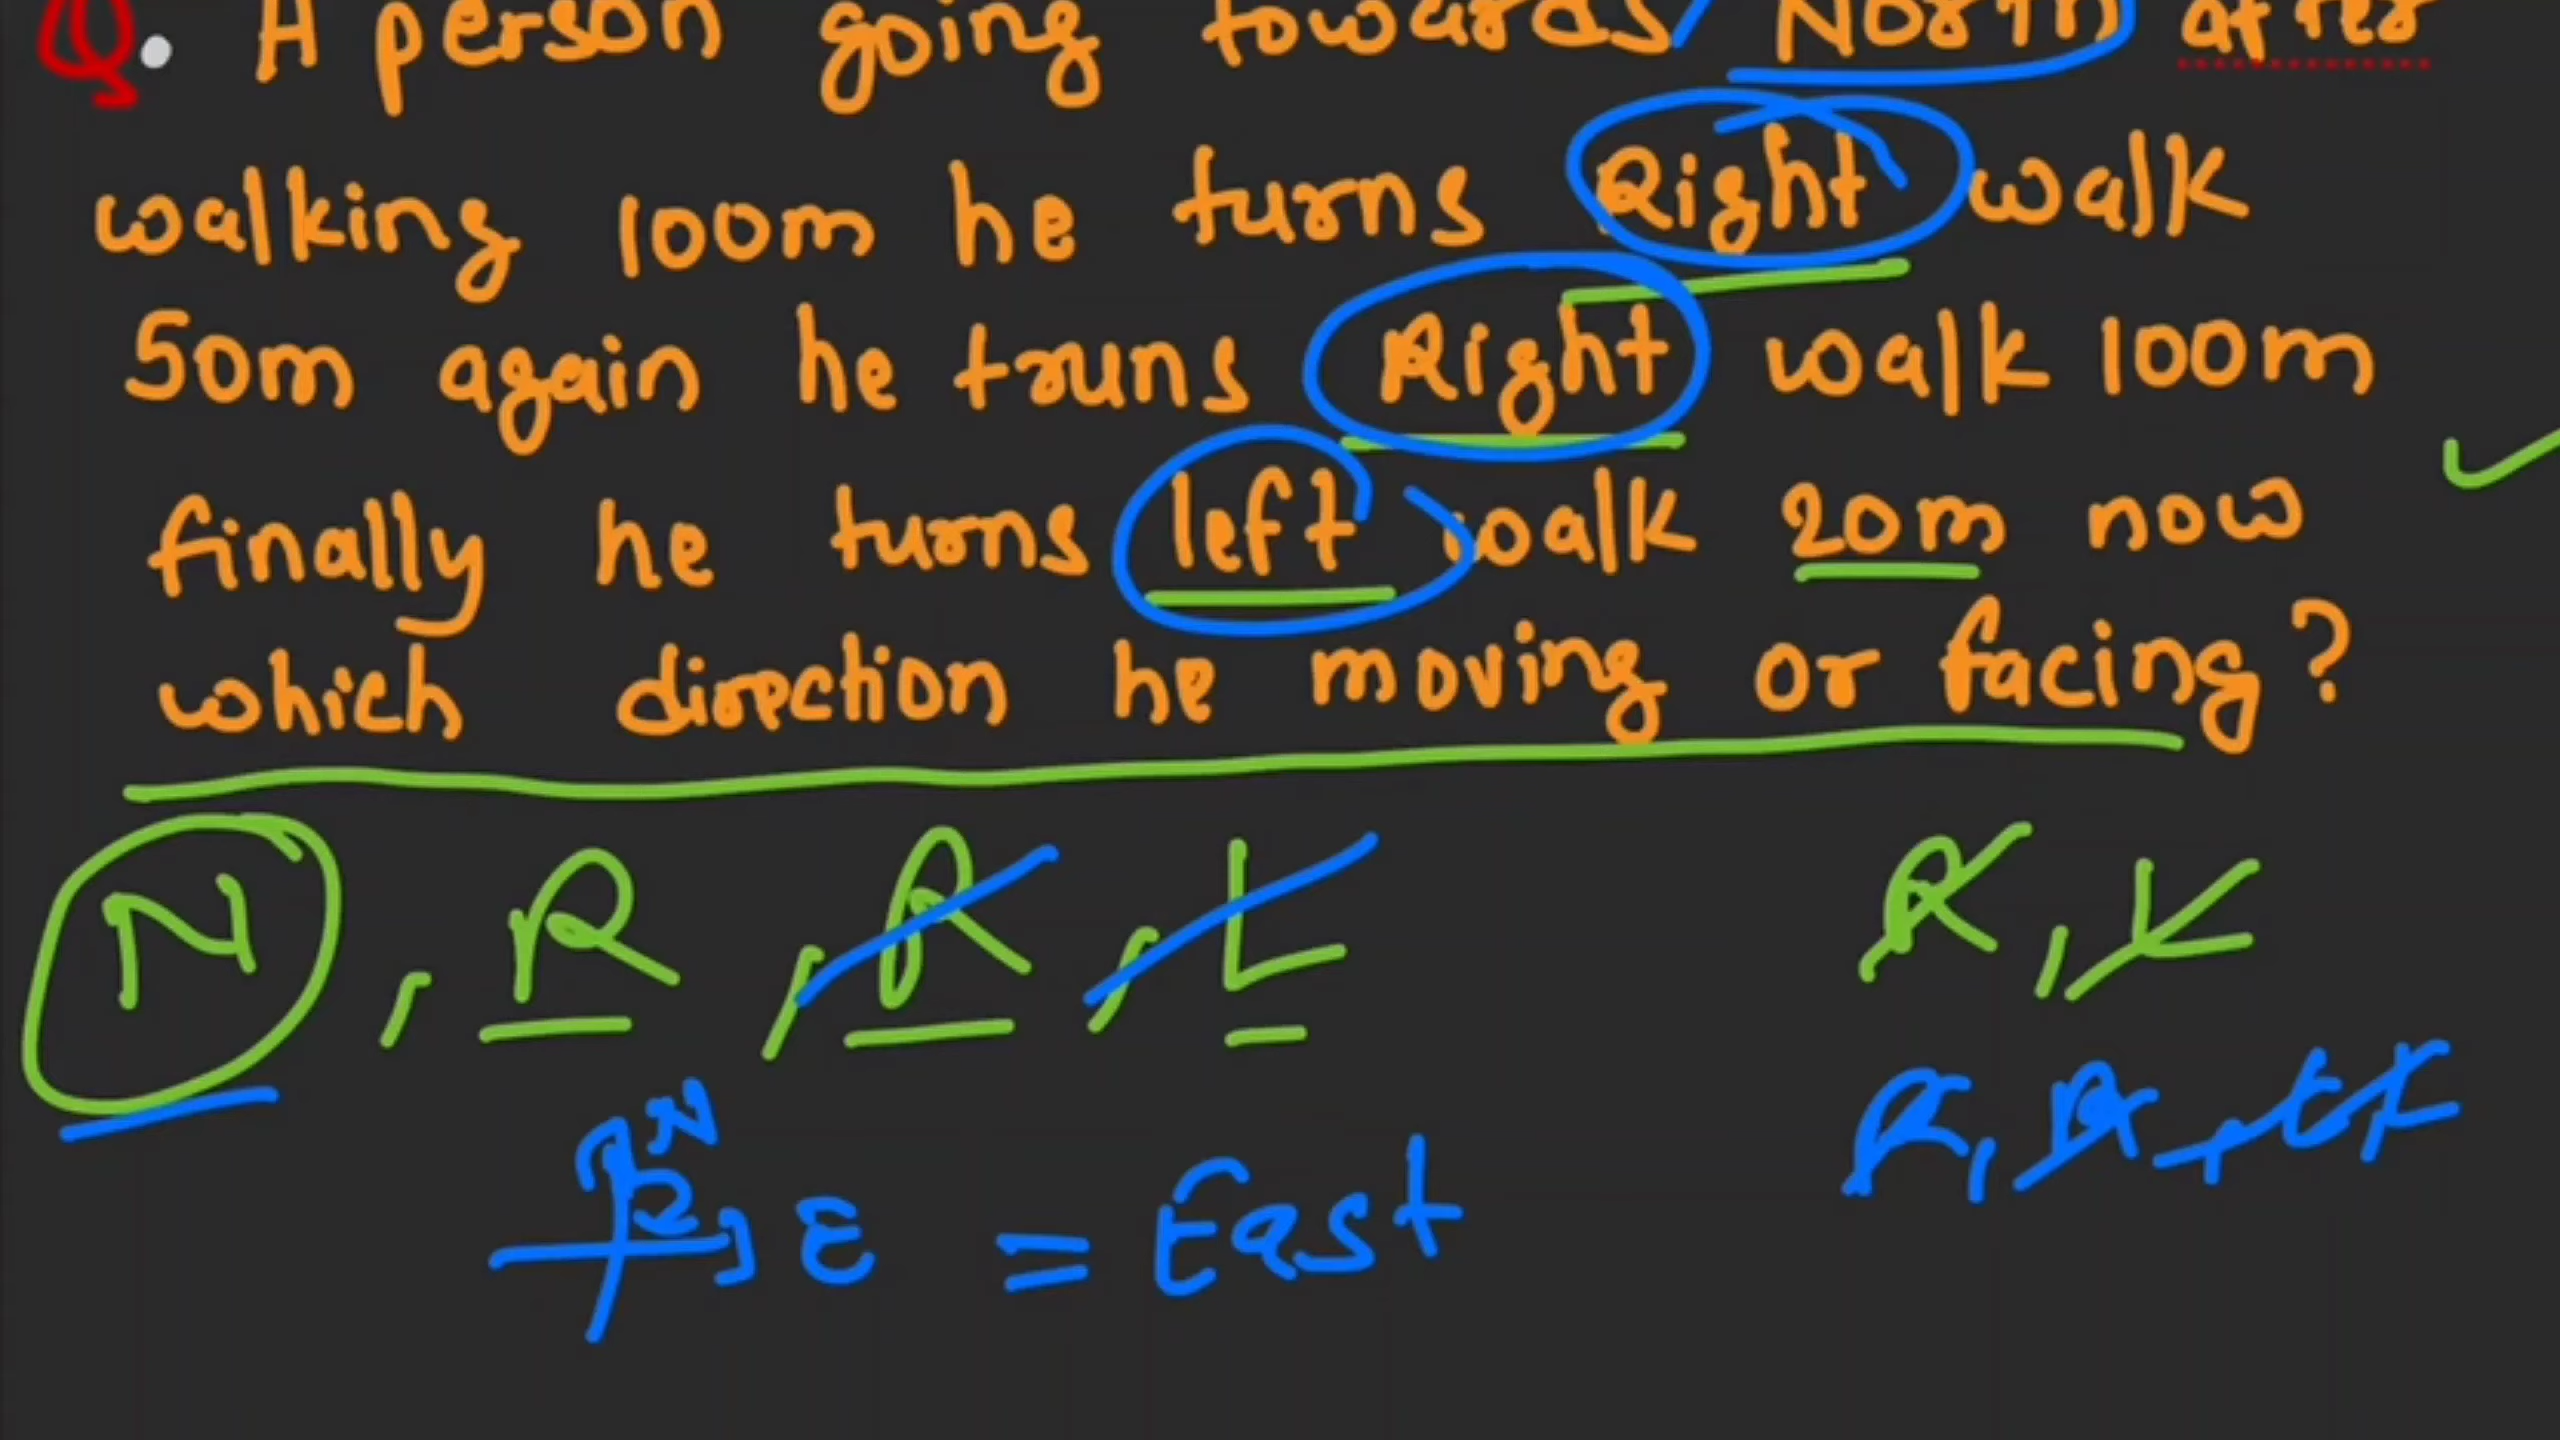 Q. A person going towards North after
walking 100m he turns Right walk
50m again he truns Right walk 100m
finally he turns left walk 20m now
which direction he moving or facing?
N, R, R, L
R, L
R, R, L, L
N
R E = East